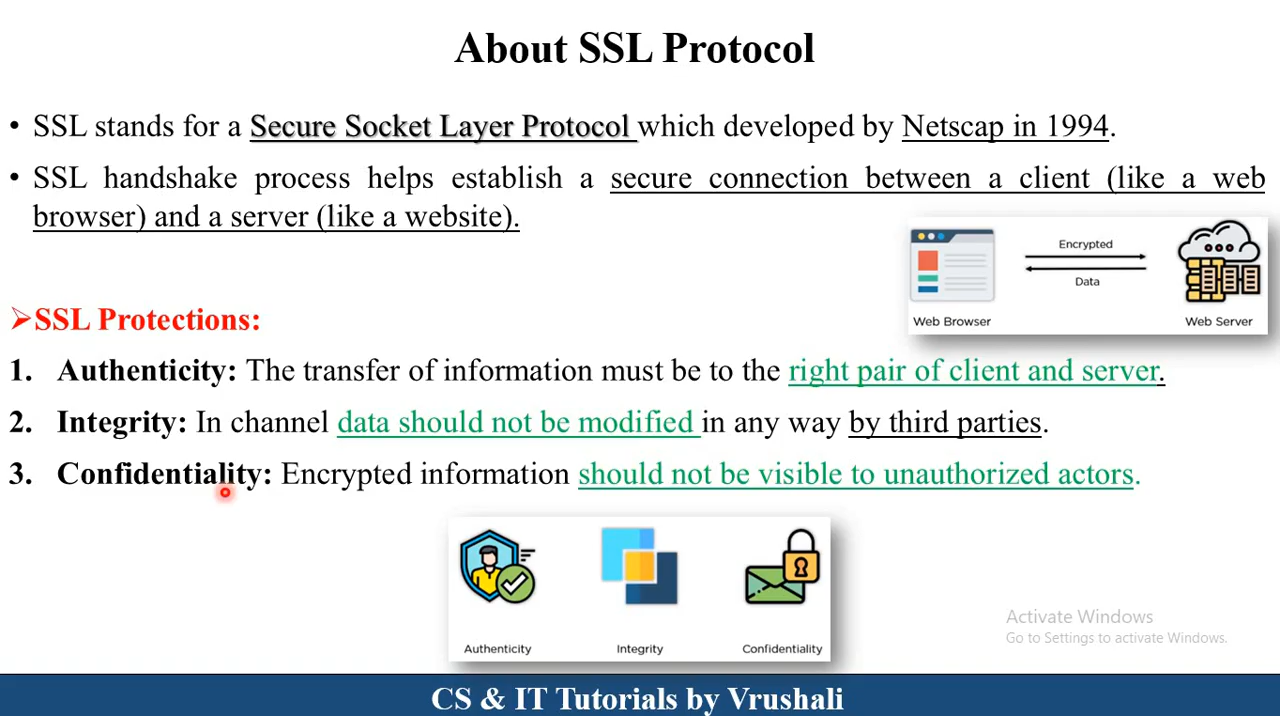 About SSL Protocol
• SSL stands for a Secure Socket Layer Protocol which developed by Netscap in 1994.
• SSL handshake process helps establish a secure connection between a client (like a web
browser) and a server (like a website).
Encrypted
Data
Web Browser
Web Server
➢SSL Protections:
1. Authenticity: The transfer of information must be to the right pair of client and server.
2. Integrity: In channel data should not be modified in any way by third parties.
3. Confidentiality: Encrypted information should not be visible to unauthorized actors.
Authenticity
Integrity
Confidentiality
Activate Windows
Go to Settings to activate Windows.
CS & IT Tutorials by Vrushali